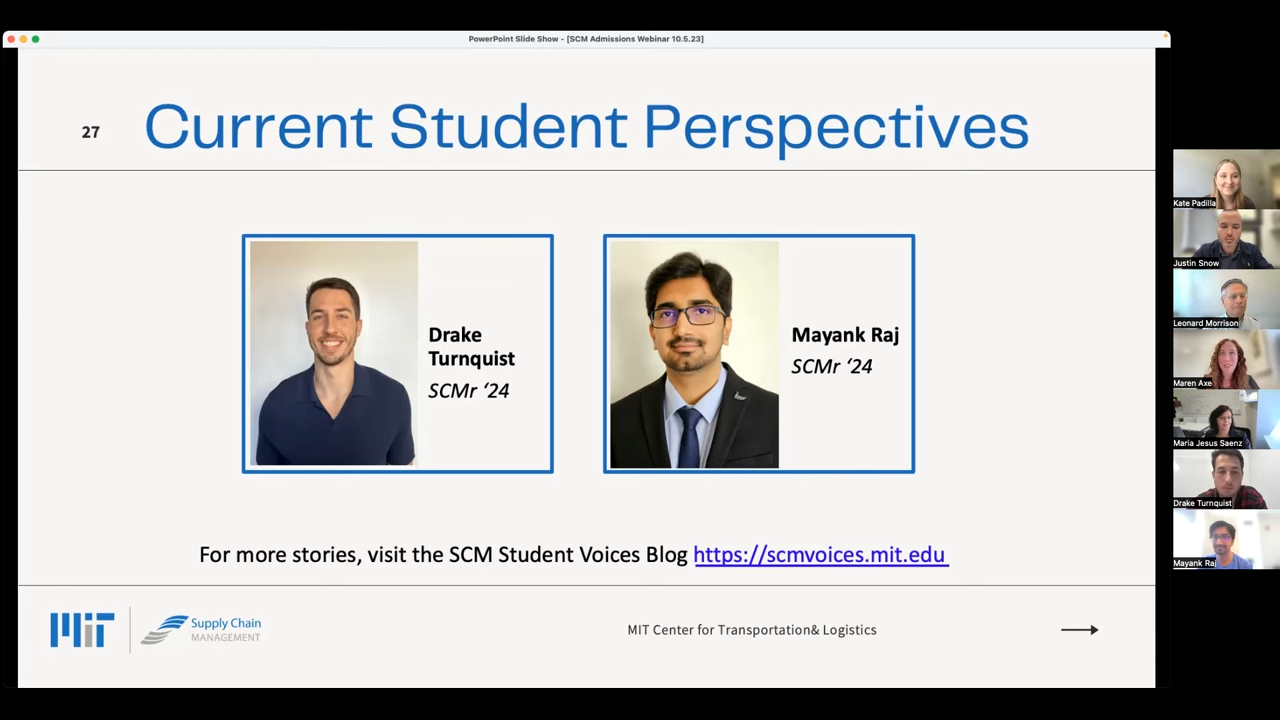 PowerPoint Slide Show - [SCM Admissions Webinar 10.5.23]
27
Current Student Perspectives
Drake
Turnquist
SCMr ‘24
Mayank Raj
SCMr ‘24
For more stories, visit the SCM Student Voices Blog https://scmvoices.mit.edu
MIT
Supply Chain
MANAGEMENT
MIT Center for Transportation& Logistics
Kate Padilla
Justin Snow
Leonard Morrison
Maren Axe
Maria Jesus Saenz
Drake Turnquist
Mayank Raj